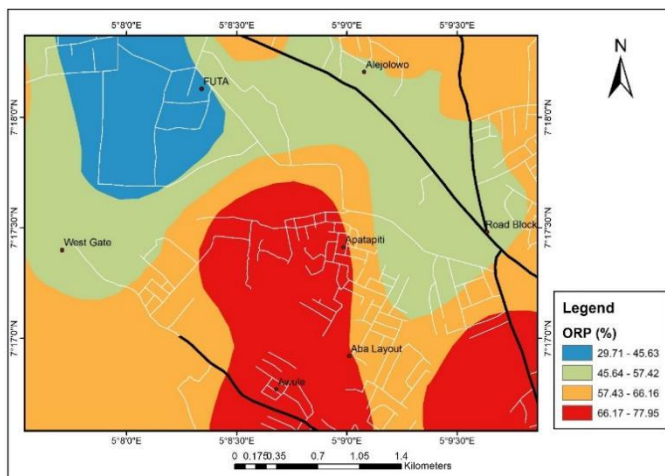 5°8'0"E 5°8'30"E 5°9'0"E 5°9'30"E
N
Alejolowo
FUTA
7°18'0"N 7°18'0"N
Road Block
7°17'30"N 7°17'30"N
West Gate
Apatapiti
Legend
ORP (%)
29.71 - 45.63
45.64 - 57.42
57.43 - 66.16
66.17 - 77.95
7°17'0"N 7°17'0"N
Aba Layout
Awule
5°8'0"E 5°8'30"E 5°9'0"E 5°9'30"E
0 0.175 0.35 0.7 1.05 1.4
Kilometers